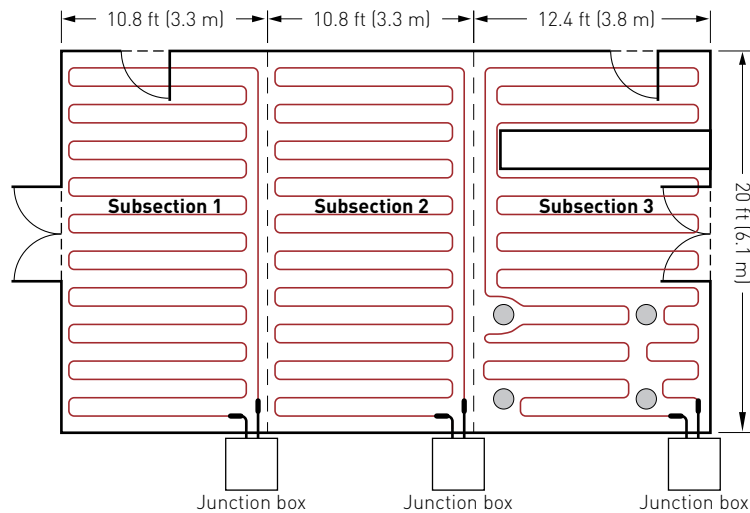 10.8 ft (3.3 m) 10.8 ft (3.3 m) 12.4 ft (3.8 m)
Subsection 1 Subsection 2 Subsection 3
20 ft (6.1 m)
Junction box Junction box Junction box